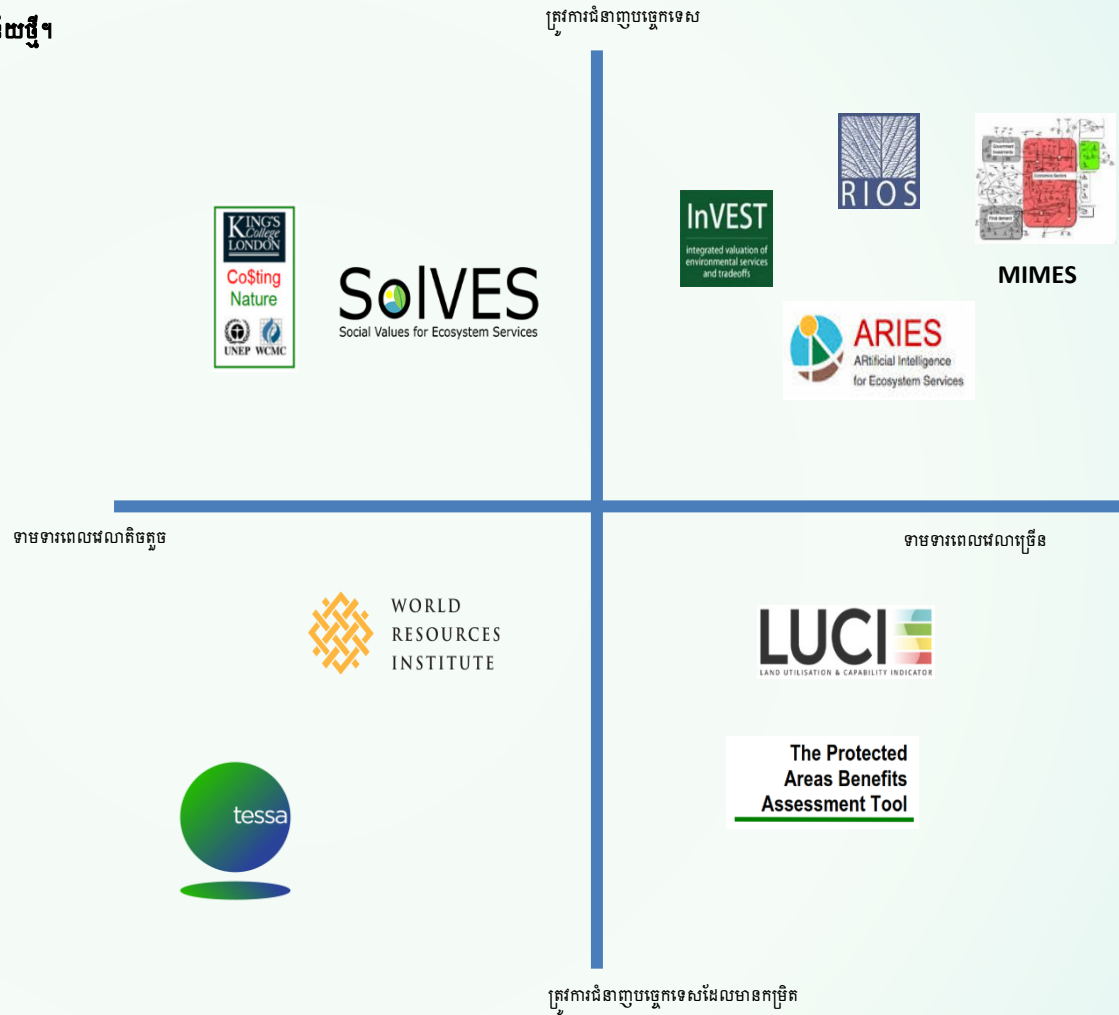 ត្រូវការជំនាញបច្ចេកទេស
យថ្មីៗ
RIOS
InVEST
integrated valuation of
environmental services
and tradeoffs
MIMES
KING'S
College
LONDON
Co$ting
Nature
UNEP WCMC
SolVES
Social Values for Ecosystem Services
ARIES
ARtificial Intelligence
for Ecosystem Services
ទាមទារពេលវេលាតិចតួច
ទាមទារពេលវេលាច្រើន
WORLD
RESOURCES
INSTITUTE
LUCI
LAND UTILISATION & CAPABILITY INDICATOR
The Protected
Areas Benefits
Assessment Tool
tessa
ត្រូវការជំនាញបច្ចេកទេសដែលមានកម្រិត